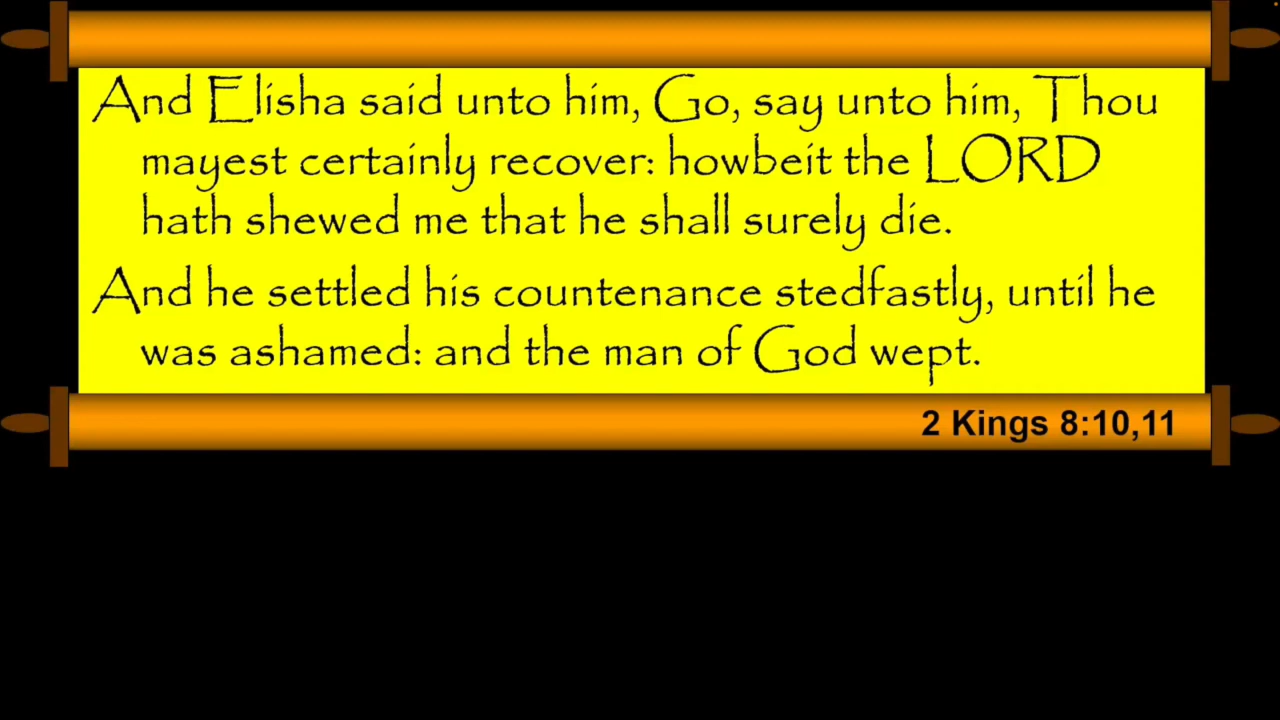 And Elisha said unto him, Go, say unto him, Thou
mayest certainly recover: howbeit the LORD
hath shewed me that he shall surely die.
And he settled his countenance stedfastly, until he
was ashamed: and the man of God wept.
2 Kings 8:10,11